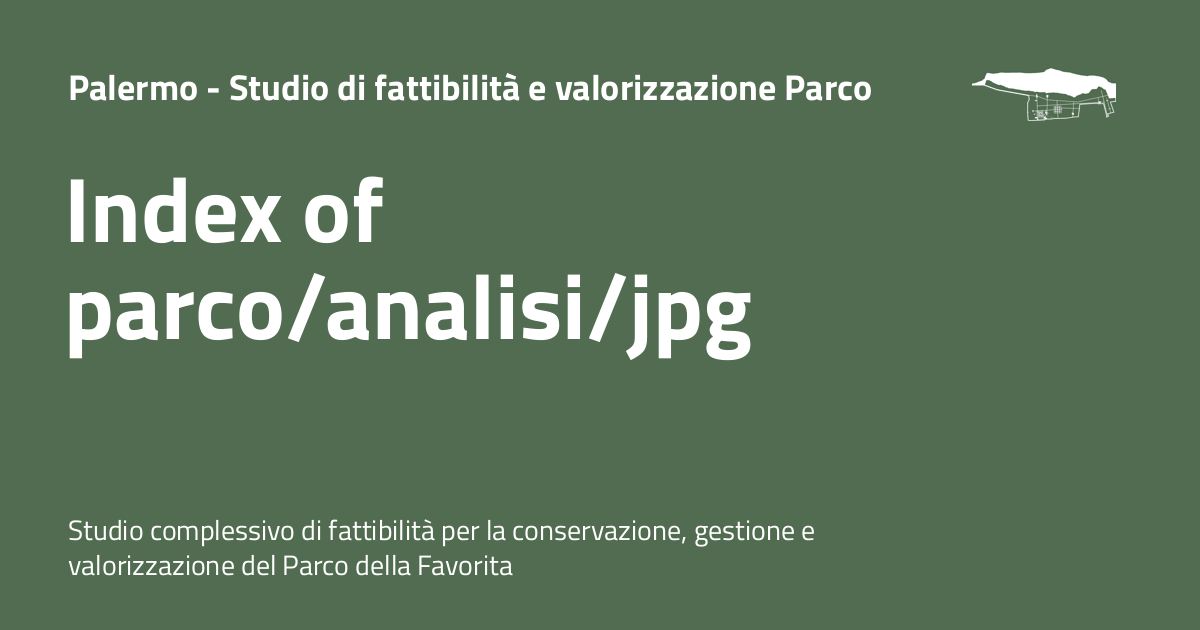 Palermo - Studio di fattibilità e valorizzazione Parco
Index of
parco/analisi/jpg
Studio complessivo di fattibilità per la conservazione, gestione e
valorizzazione del Parco della Favorita